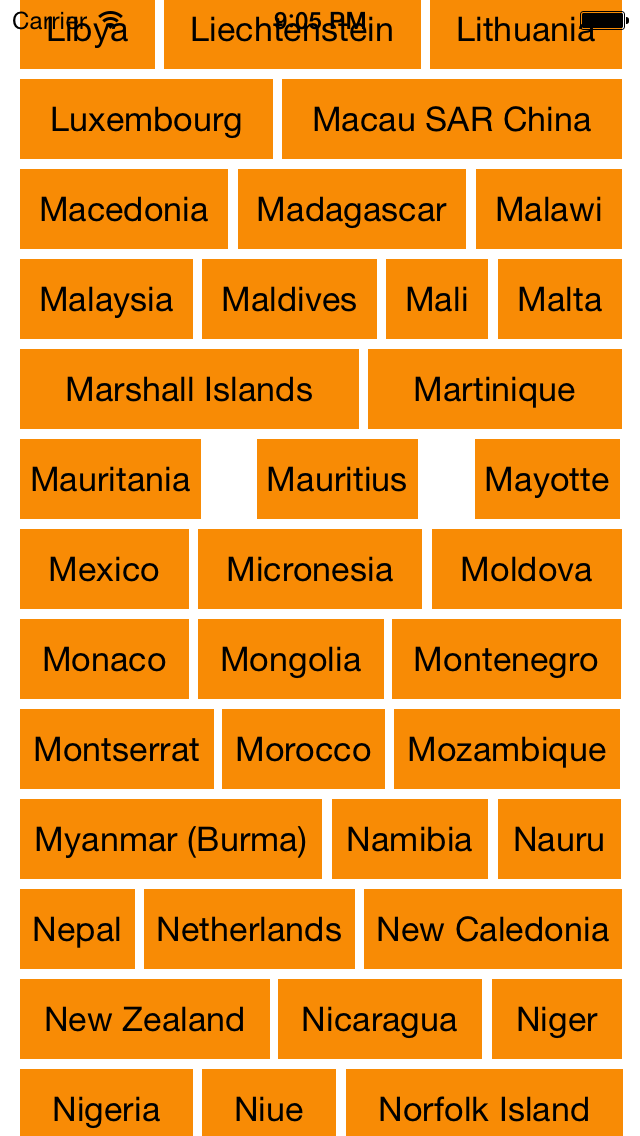 Carrier 9:05 PM
Libya Liechtenstein Lithuania
Luxembourg Macau SAR China
Macedonia Madagascar Malawi
Malaysia Maldives Mali Malta
Marshall Islands Martinique
Mauritania Mauritius Mayotte
Mexico Micronesia Moldova
Monaco Mongolia Montenegro
Montserrat Morocco Mozambique
Myanmar (Burma) Namibia Nauru
Nepal Netherlands New Caledonia
New Zealand Nicaragua Niger
Nigeria Niue Norfolk Island